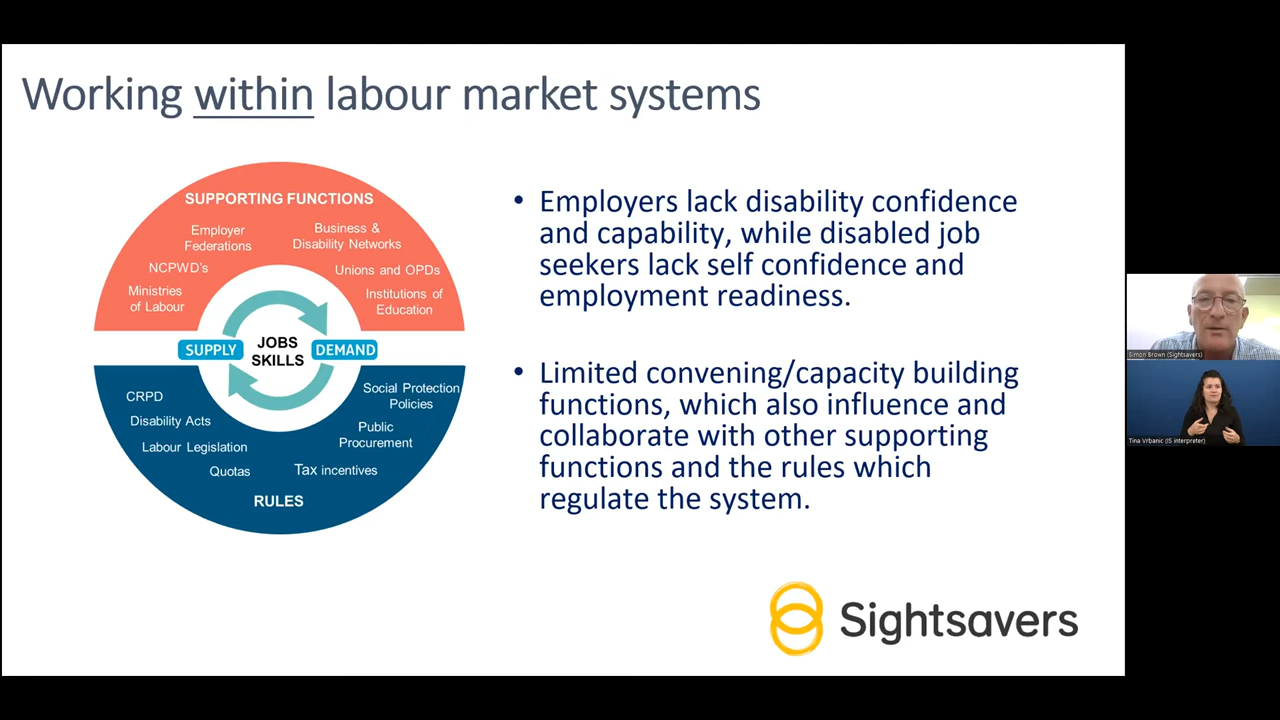 Working within labour market systems
SUPPORTING FUNCTIONS
Employer
Federations
Business &
Disability Networks
NCPWD's
Unions and OPDs
Ministries
of Labour
Institutions of
Education
SUPPLY
JOBS
SKILLS
DEMAND
CRPD
Social Protection
Policies
Disability Acts
Public
Procurement
Labour Legislation
Quotas
Tax incentives
RULES
• Employers lack disability confidence
and capability, while disabled job
seekers lack self confidence and
employment readiness.
• Limited convening/capacity building
functions, which also influence and
collaborate with other supporting
functions and the rules which
regulate the system.
Sightsavers
Simon Brown (Sightsavers)
Tina Vrbanic (IS interpreter)